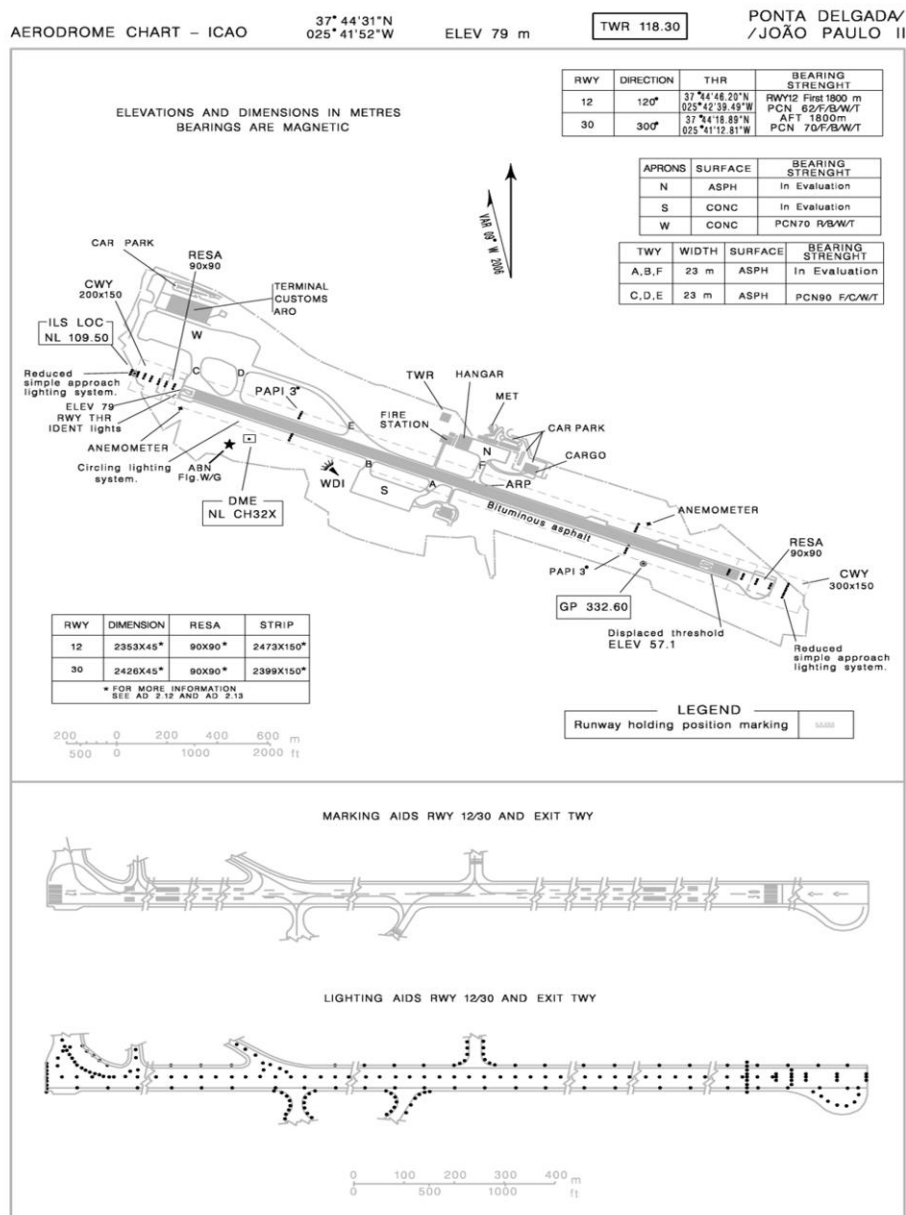 AERODROME CHART – ICAO
37°44'31"N
025°41'52"W
ELEV 79 m
TWR 118.30
PONTA DELGADA/
/JOÃO PAULO II
ELEVATIONS AND DIMENSIONS IN METRES
BEARINGS ARE MAGNETIC
RWY DIRECTION THR BEARING STRENGHT
12 120° 37°44'46.20"N 025°42'39.49"W RWY12 First 1800 m PCN 62/F/B/W/T
30 300° 37°44'18.89"N 025°41'12.81"W AFT 1800m PCN 70/F/B/W/T
APRONS SURFACE BEARING STRENGHT
N ASPH In Evaluation
S CONC In Evaluation
W CONC PCN70 R/B/W/T
TWY WIDTH SURFACE BEARING STRENGHT
A,B,F 23 m ASPH In Evaluation
C,D,E 23 m ASPH PCN90 F/C/W/T
VAR 09° W 2006
CAR PARK
RESA
90x90
CWY
200x150
TERMINAL
CUSTOMS
ARO
ILS LOC
NL 109.50
W
Reduced
simple approach
lighting system.
C
D
PAPI 3°
ELEV 79
RWY THR
IDENT lights
ANEMOMETER
Circling lighting
system.
ABN
Flg.W/G
DME
NL CH32X
WDI
E
B
S
A
TWR
HANGAR
MET
FIRE
STATION
CAR PARK
N
F
CARGO
ARP
Bituminous asphalt
ANEMOMETER
RESA
90x90
CWY
300x150
PAPI 3°
GP 332.60
Displaced threshold
ELEV 57.1
Reduced
simple approach
lighting system.
RWY DIMENSION RESA STRIP
12 2353X45* 90X90* 2473X150*
30 2426X45* 90X90* 2399X150*
* FOR MORE INFORMATION
SEE AD 2.12 AND AD 2.13
LEGEND
Runway holding position marking
200 0 200 400 600 m
500 0 1000 2000 ft
MARKING AIDS RWY 12/30 AND EXIT TWY
LIGHTING AIDS RWY 12/30 AND EXIT TWY
0 100 200 300 400 m
0 500 1000 ft